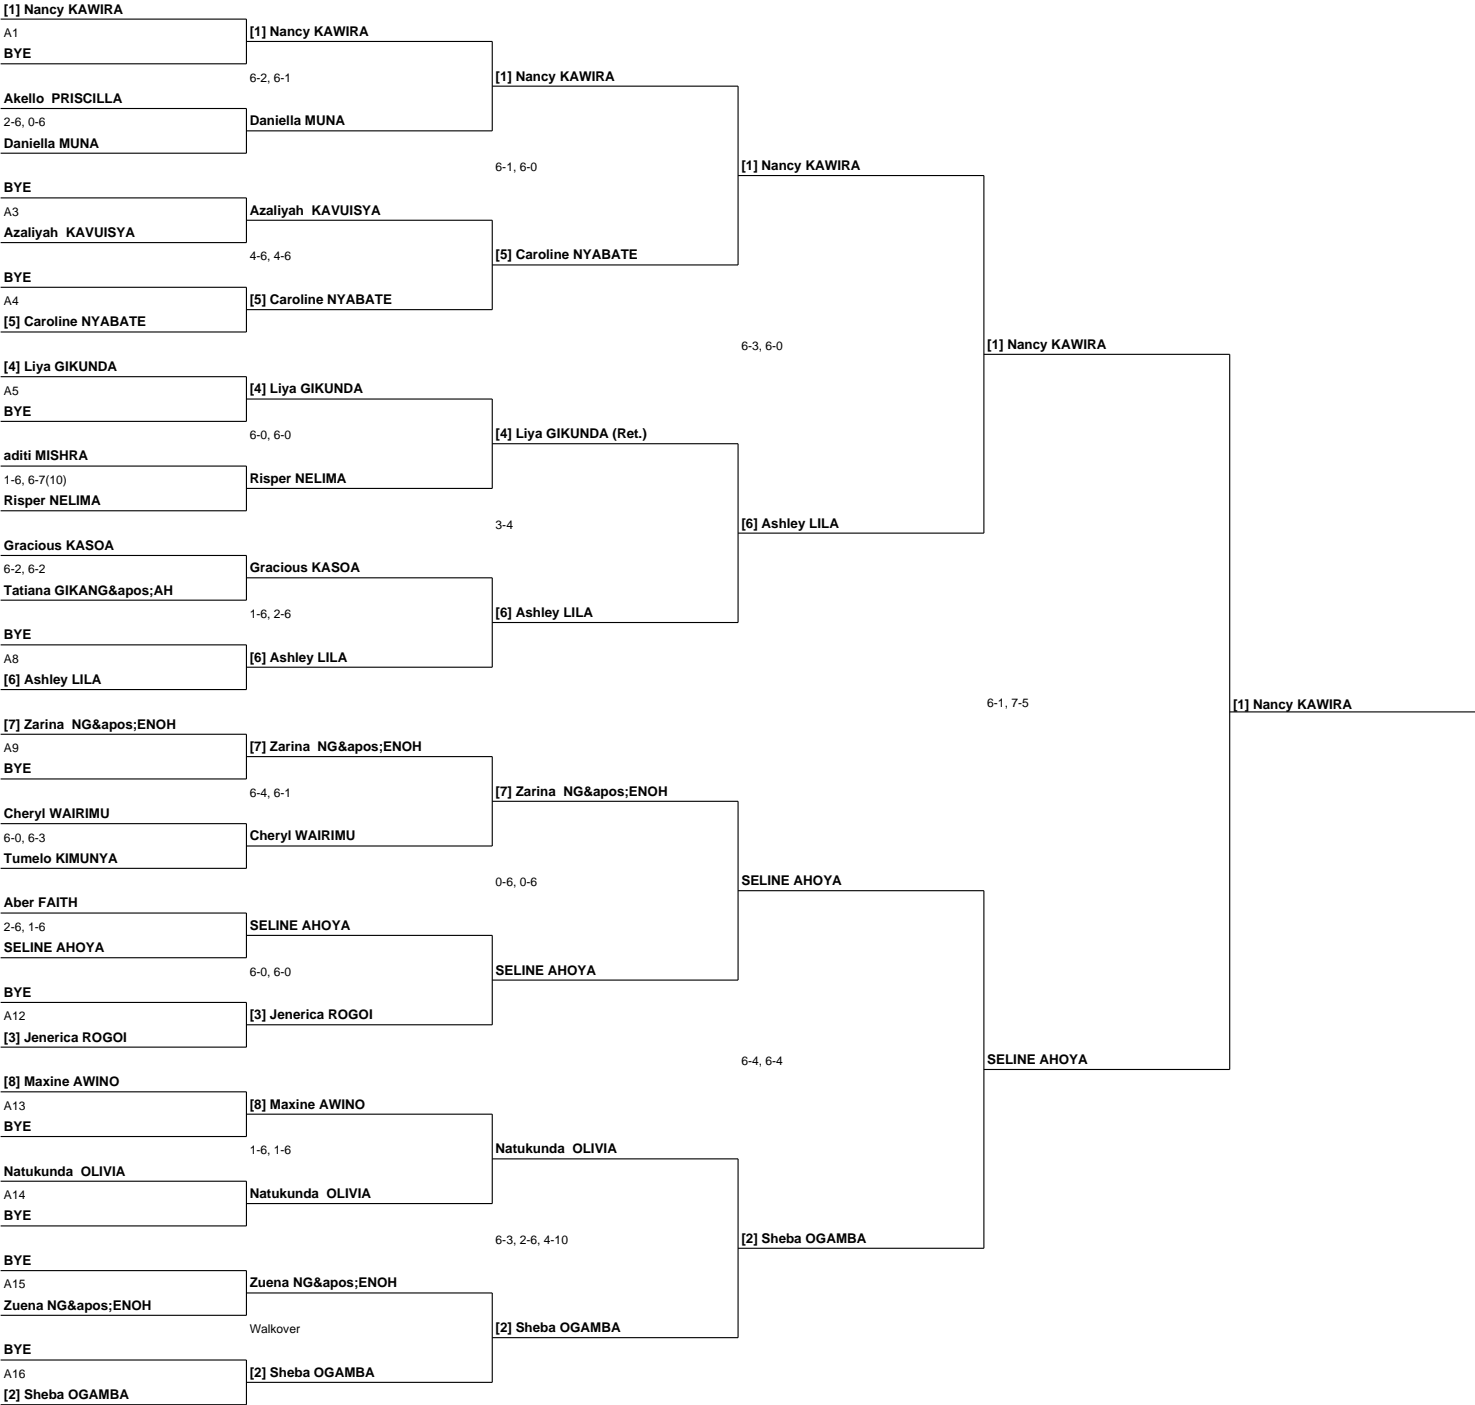 [1] Nancy KAWIRA
A1
BYE
Akello  PRISCILLA
2-6, 0-6
Daniella MUNA
BYE
A3
Azaliyah  KAVUISYA
BYE
A4
[5] Caroline NYABATE
[4] Liya GIKUNDA
A5
BYE
aditi MISHRA
1-6, 6-7(10)
Risper NELIMA
Gracious KASOA
6-2, 6-2
Tatiana GIKANG&apos;AH
BYE
A8
[6] Ashley LILA
[7] Zarina  NG&apos;ENOH
A9
BYE
Cheryl WAIRIMU
6-0, 6-3
Tumelo KIMUNYA
Aber FAITH
2-6, 1-6
SELINE AHOYA
BYE
A12
[3] Jenerica ROGOI
[8] Maxine AWINO
A13
BYE
Natukunda  OLIVIA
A14
BYE
BYE
A15
Zuena NG&apos;ENOH
BYE
A16
[2] Sheba OGAMBA
[1] Nancy KAWIRA
6-2, 6-1
Daniella MUNA
Azaliyah  KAVUISYA
4-6, 4-6
[5] Caroline NYABATE
[4] Liya GIKUNDA
6-0, 6-0
Risper NELIMA
Gracious KASOA
1-6, 2-6
[6] Ashley LILA
[7] Zarina  NG&apos;ENOH
6-4, 6-1
Cheryl WAIRIMU
SELINE AHOYA
6-0, 6-0
[3] Jenerica ROGOI
[8] Maxine AWINO
1-6, 1-6
Natukunda  OLIVIA
Zuena NG&apos;ENOH
Walkover
[2] Sheba OGAMBA
[1] Nancy KAWIRA
6-1, 6-0
[5] Caroline NYABATE
[4] Liya GIKUNDA (Ret.)
3-4
[6] Ashley LILA
[7] Zarina  NG&apos;ENOH
0-6, 0-6
SELINE AHOYA
Natukunda  OLIVIA
6-3, 2-6, 4-10
[2] Sheba OGAMBA
[1] Nancy KAWIRA
6-3, 6-0
[6] Ashley LILA
SELINE AHOYA
6-4, 6-4
[2] Sheba OGAMBA
[1] Nancy KAWIRA
6-1, 7-5
SELINE AHOYA
[1] Nancy KAWIRA